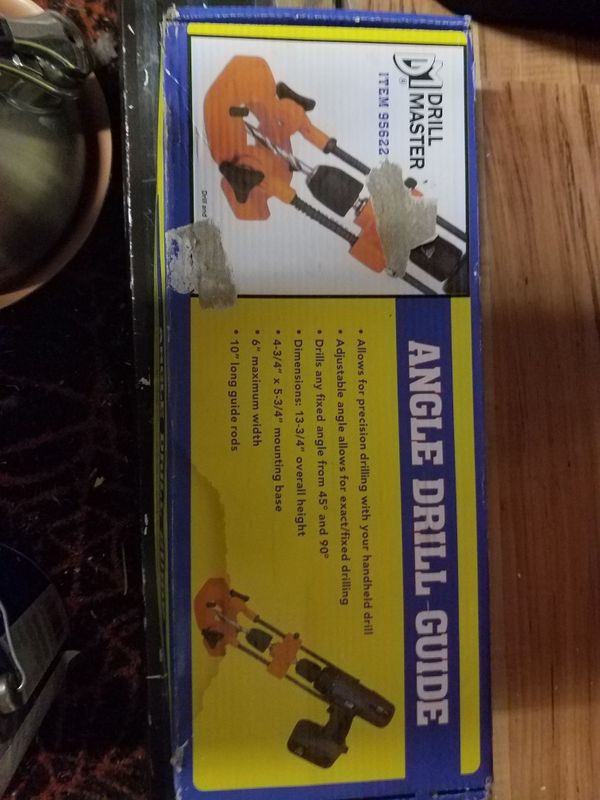 DRILL
MASTER
®
ITEM 95622
Drill and
ANGLE DRILL GUIDE
• Allows for precision drilling with your handheld drill
• Adjustable angle allows for exact/fixed drilling
• Drills any fixed angle from 45° and 90°
• Dimensions: 13-3/4" overall height
• 4-3/4" x 5-3/4" mounting base
• 6" maximum width
• 10" long guide rods